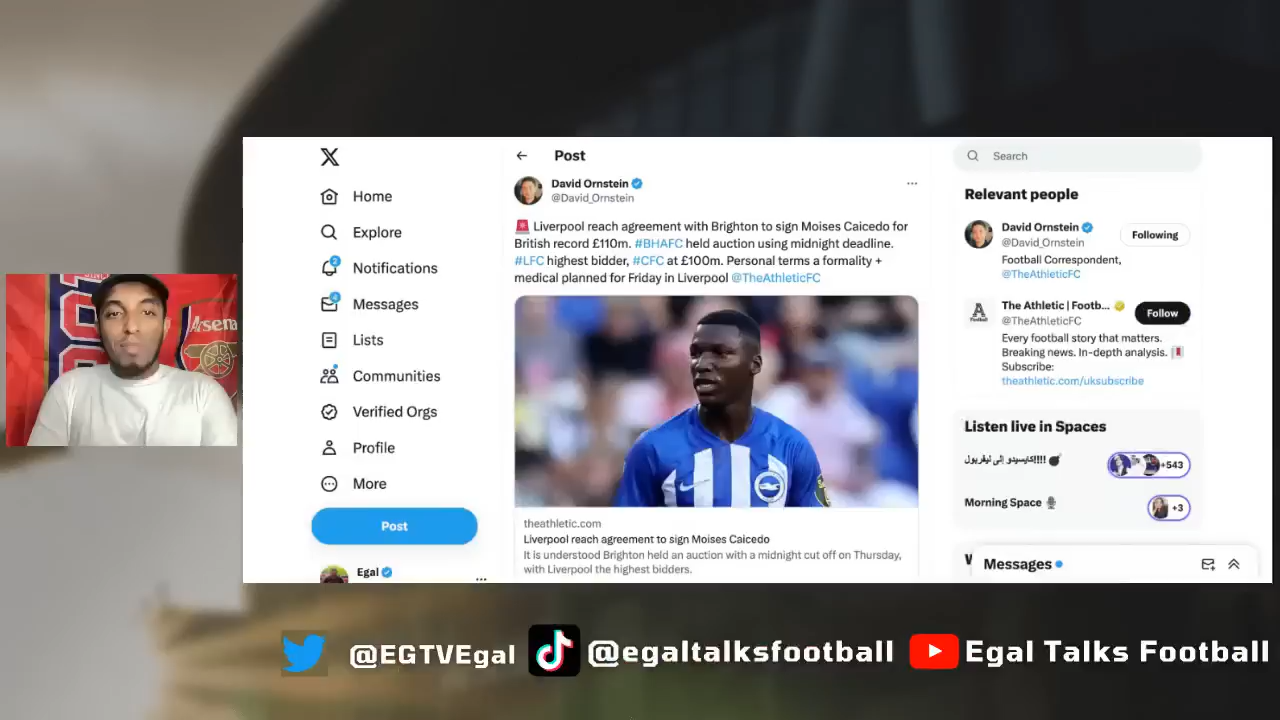 Home
Explore
2
Notifications
4
Messages
Lists
Communities
Verified Orgs
Profile
More
Post
Egal
Post
David Ornstein
@David_Ornstein
🚨 Liverpool reach agreement with Brighton to sign Moises Caicedo for
British record £110m. #BHAFC held auction using midnight deadline.
#LFC highest bidder, #CFC at £100m. Personal terms a formality +
medical planned for Friday in Liverpool @TheAthleticFC
theathletic.com
Liverpool reach agreement to sign Moises Caicedo
It is understood Brighton held an auction with a midnight cut off on Thursday,
with Liverpool the highest bidders.
Search
Relevant people
David Ornstein
@David_Ornstein
Following
Football Correspondent,
@TheAthleticFC
The Athletic | Footb...
@TheAthleticFC
Follow
Every football story that matters.
Breaking news. In-depth analysis.
Subscribe:
theathletic.com/uksubscribe
Listen live in Spaces
كايسيدو إلى ليقربول!!!! 💣
+543
Morning Space 🎙
+3
Messages
Arsenal
@EGTVEgal
@egaltalksfootball
Egal Talks Football